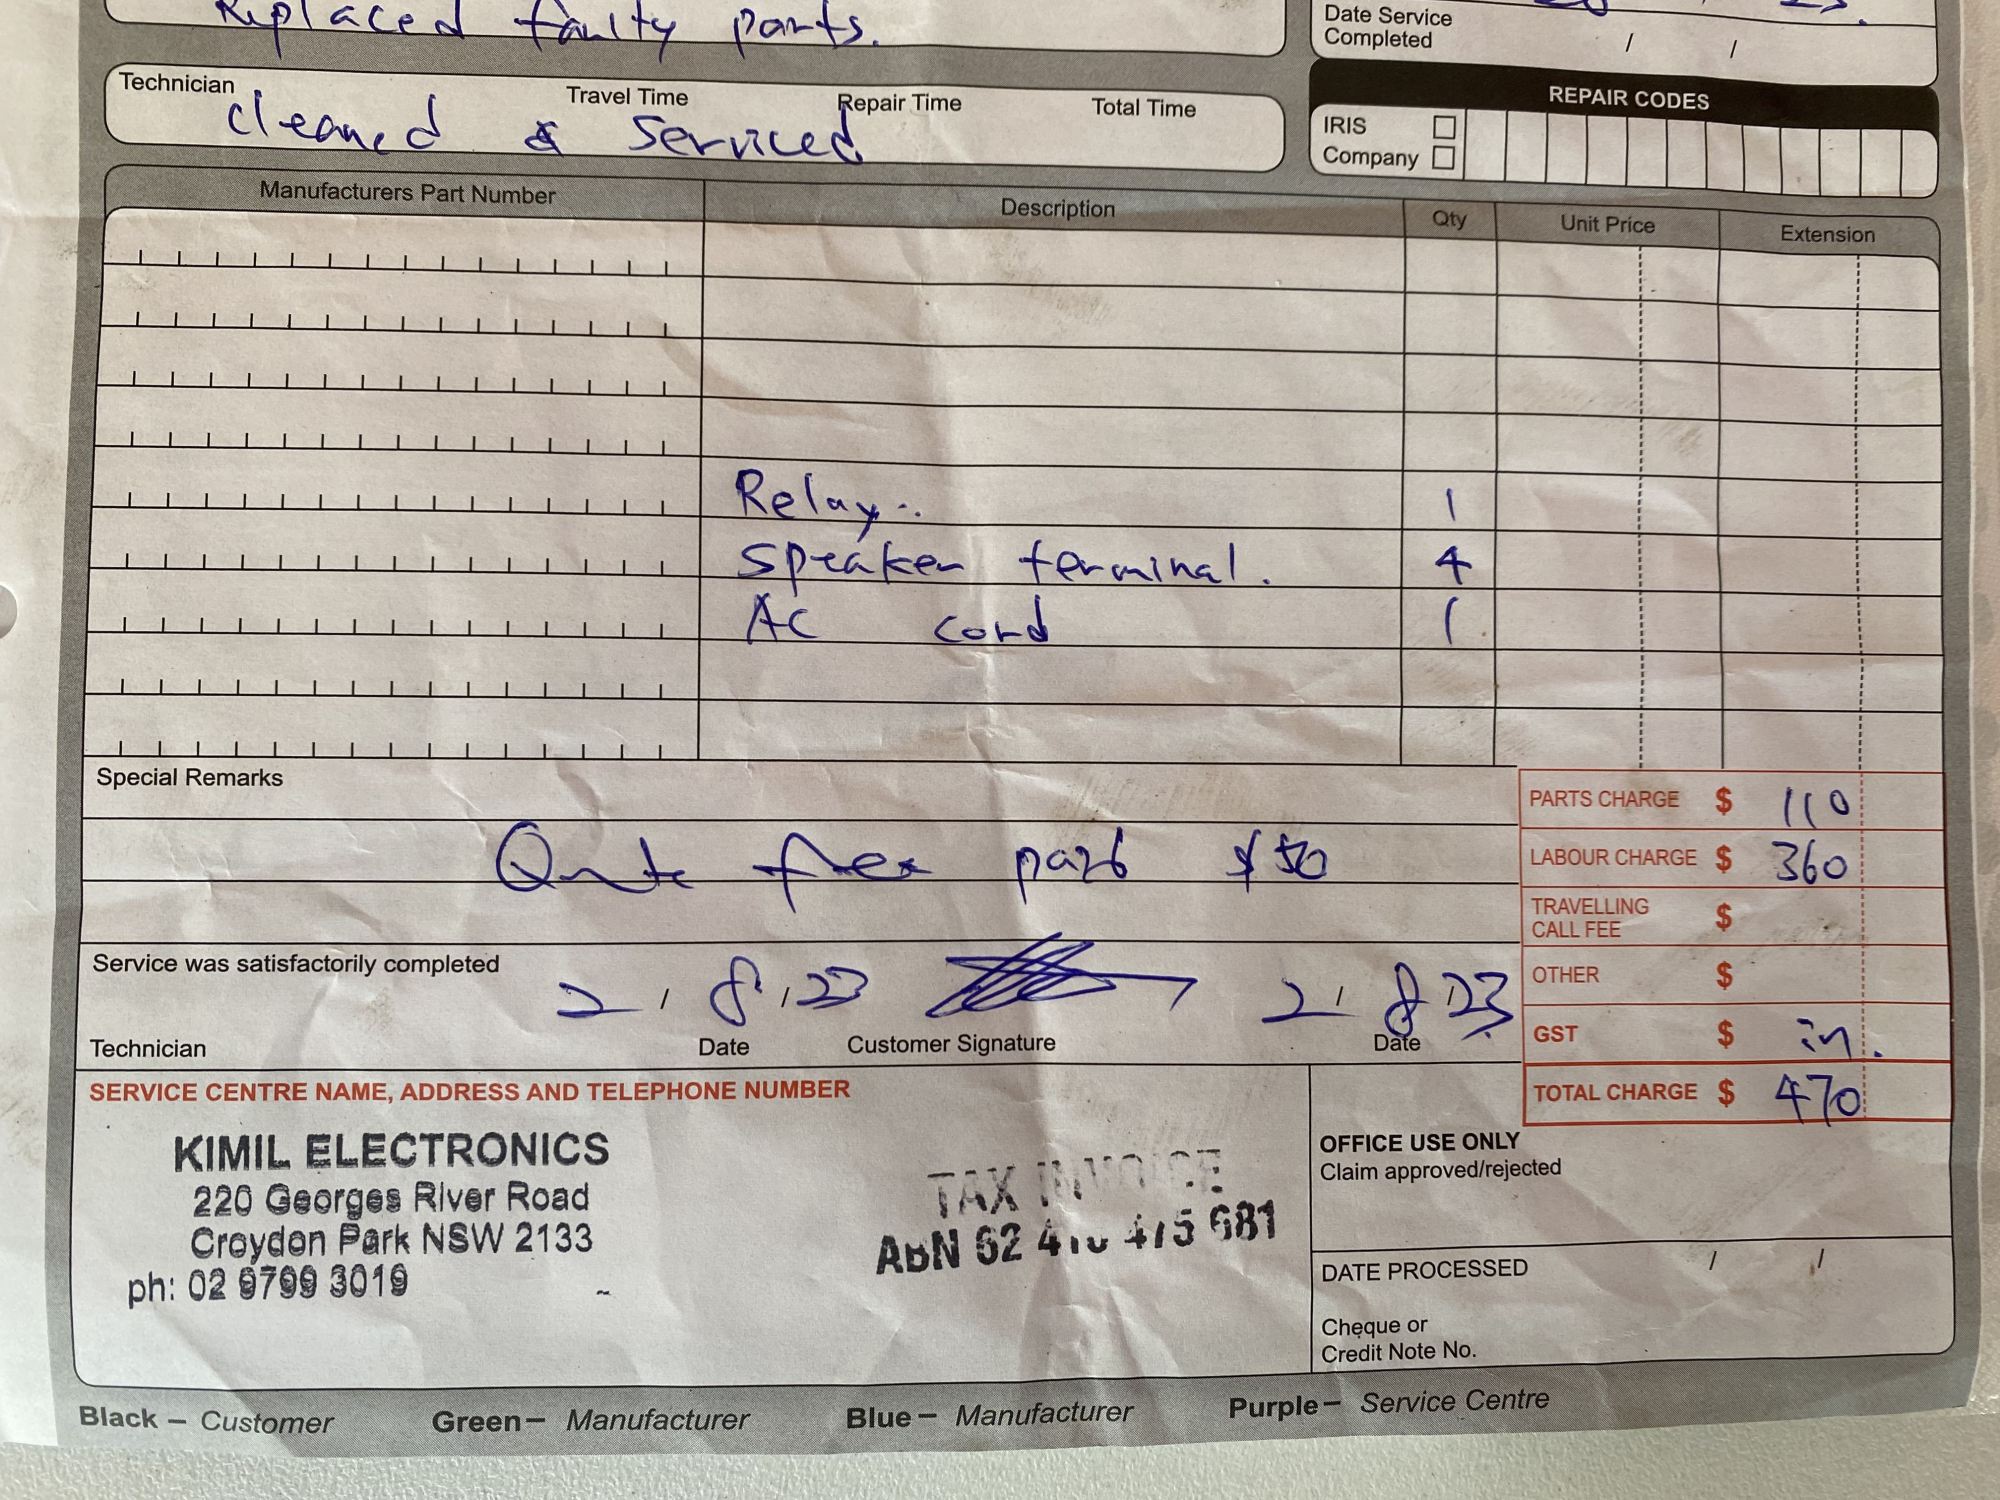 Replaced faulty parts.
Date Service
Completed / /
Technician Travel Time Repair Time Total Time
cleaned & Serviced
REPAIR CODES
IRIS
Company
Manufacturers Part Number Description Qty Unit Price Extension
Relay.. 1
Speaker terminal. 4
AC cord 1
Special Remarks
PARTS CHARGE $ 110
LABOUR CHARGE $ 360
$50
TRAVELLING
CALL FEE $
OTHER $
GST $ in.
TOTAL CHARGE $ 470
Service was satisfactorily completed
2 / 8 / 23 2 / 8 / 23
Technician Date Customer Signature Date
SERVICE CENTRE NAME, ADDRESS AND TELEPHONE NUMBER
KIMIL ELECTRONICS
220 Georges River Road
Croydon Park NSW 2133
ph: 02 9799 3019
TAX INVOICE
ABN 62 681
OFFICE USE ONLY
Claim approved/rejected
DATE PROCESSED / /
Cheque or
Credit Note No.
Black – Customer Green – Manufacturer Blue – Manufacturer Purple – Service Centre